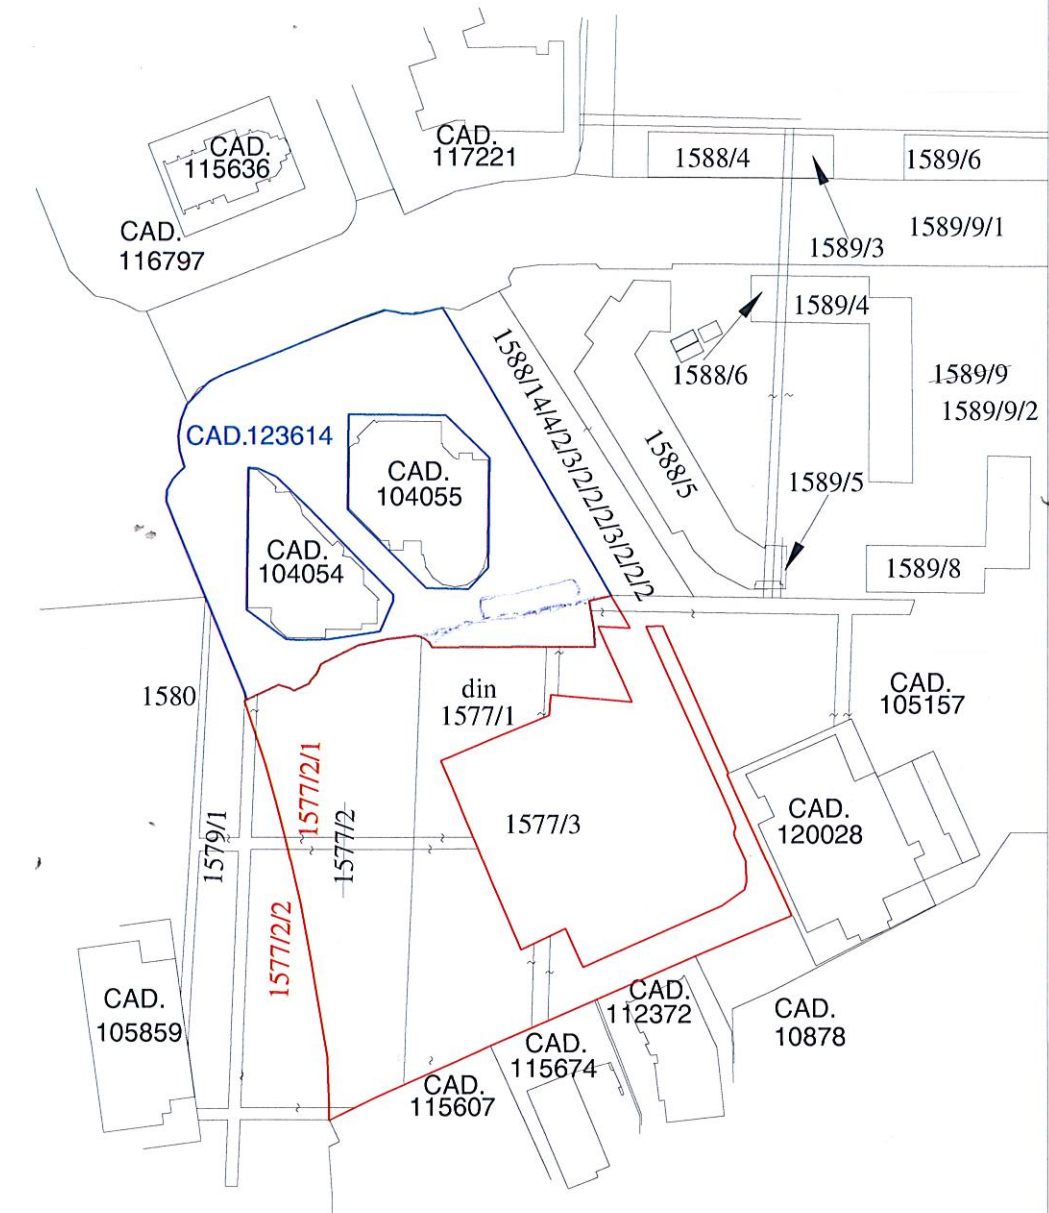 CAD.
115636
CAD.
117221
1588/4
1589/6
CAD.
116797
1589/3
1589/9/1
1589/4
1588/6
1589/9
1589/9/2
1588/14/4/2/3/2/2/2/3/2/2/2
CAD.123614
CAD.
104055
1588/5
1589/5
CAD.
104054
1589/8
1580
din
1577/1
CAD.
105157
1577/2/1
1577/2
1579/1
1577/3
CAD.
120028
1577/2/2
CAD.
105859
CAD.
112372
CAD.
10878
CAD.
115674
CAD.
115607